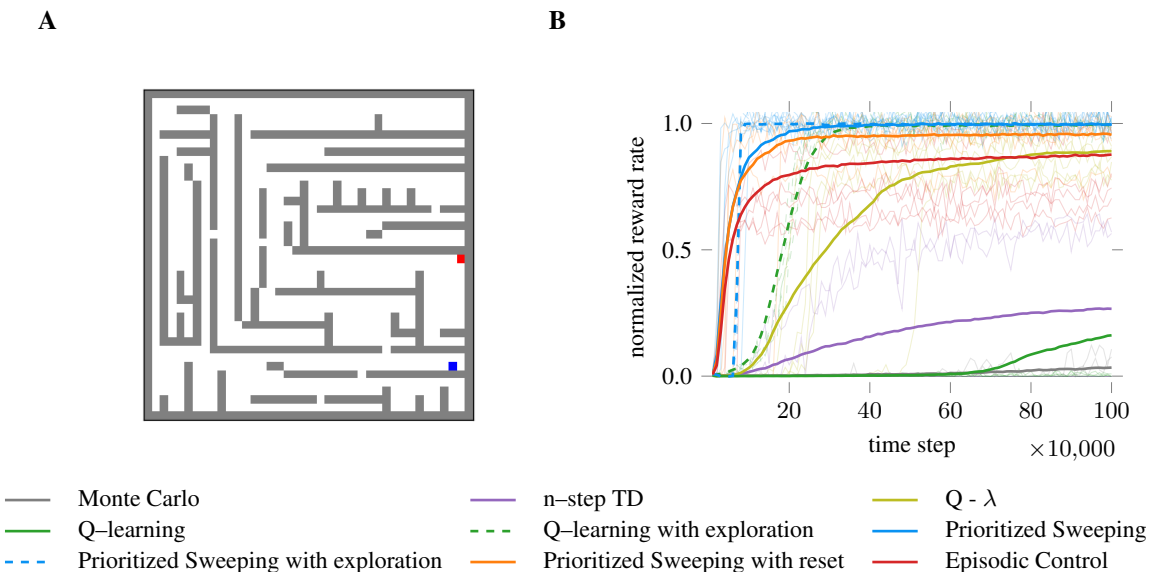 A
B
normalized reward rate
1.0
0.5
0.0
20 40 60 80 100
time step
×10,000
Monte Carlo
n–step TD
Q - λ
Q–learning
Q–learning with exploration
Prioritized Sweeping
Prioritized Sweeping with exploration
Prioritized Sweeping with reset
Episodic Control